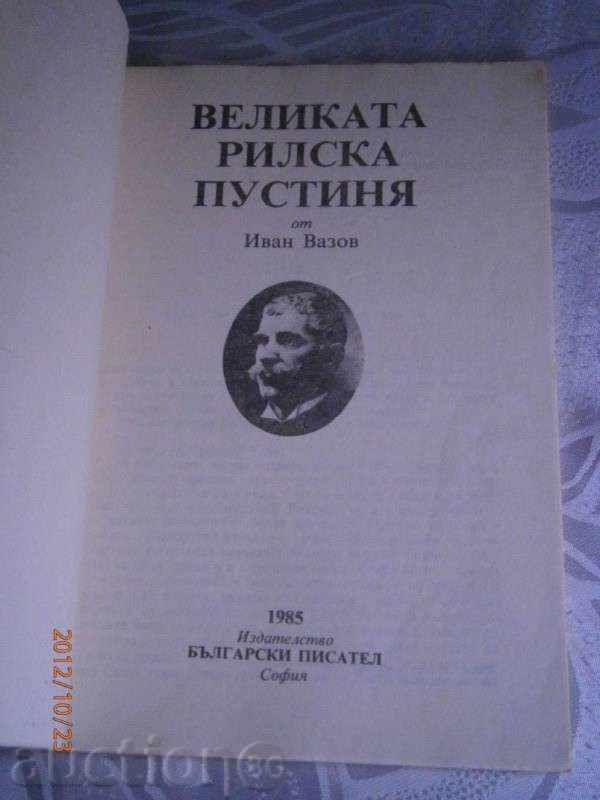 ВЕЛИКАТА
РИЛСКА
ПУСТИНЯ
от
Иван Вазов
1985
Издателство
БЪЛГАРСКИ ПИСАТЕЛ
София
2012/10/23
auction.bg